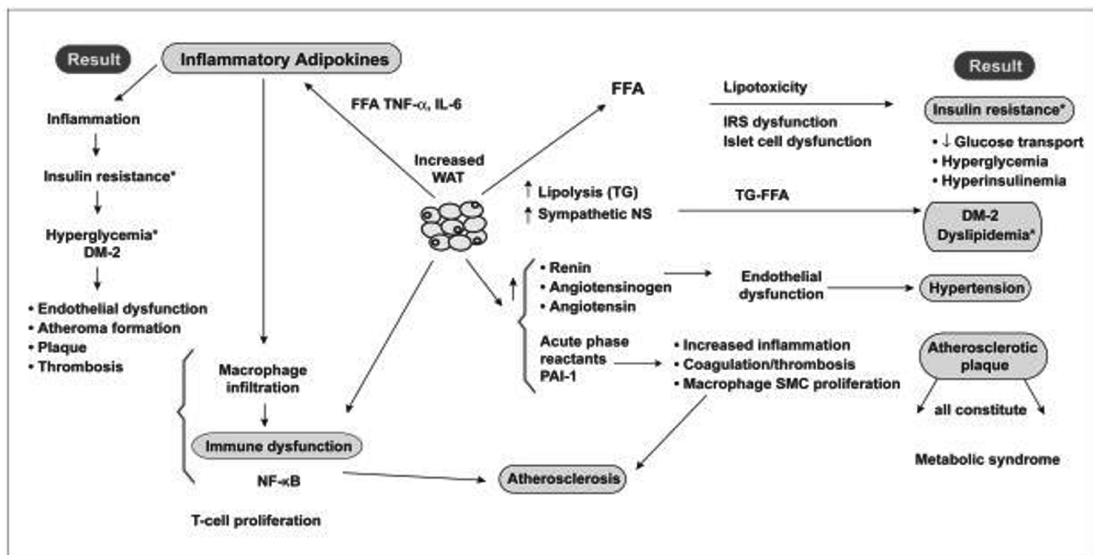 Result
Inflammatory Adipokines
Inflammation
Insulin resistance*
Hyperglycemia*
DM-2
• Endothelial dysfunction
• Atheroma formation
• Plaque
• Thrombosis
FFA TNF-α, IL-6
Increased
WAT
Macrophage
infiltration
Immune dysfunction
NF-κB
T-cell proliferation
FFA
Lipotoxicity
IRS dysfunction
Islet cell dysfunction
↑ Lipolysis (TG)
↑ Sympathetic NS
TG-FFA
↑
• Renin
• Angiotensinogen
• Angiotensin
Endothelial
dysfunction
Acute phase
reactants
PAI-1
• Increased inflammation
• Coagulation/thrombosis
• Macrophage SMC proliferation
Atherosclerosis
Result
Insulin resistance*
• ↓ Glucose transport
• Hyperglycemia
• Hyperinsulinemia
DM-2
Dyslipidemia*
Hypertension
Atherosclerotic
plaque
all constitute
Metabolic syndrome